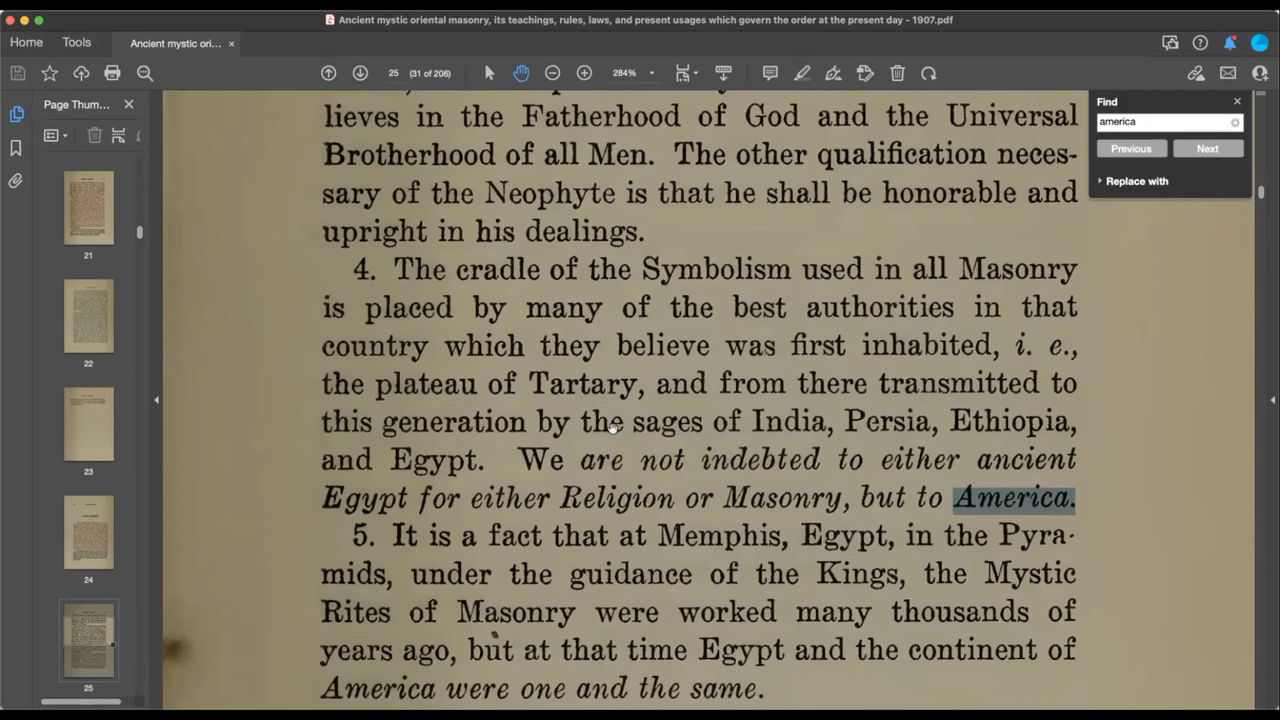 Ancient mystic oriental masonry, its teachings, rules, laws, and present usages which govern the order at the present day - 1907.pdf
Home Tools Ancient mystic ori... ×
25 (31 of 206) 284%
Page Thum... ×
21
22
23
24
25
Find ×
america
Previous Next
Replace with
lieves in the Fatherhood of God and the Universal
Brotherhood of all Men. The other qualification neces-
sary of the Neophyte is that he shall be honorable and
upright in his dealings.
4. The cradle of the Symbolism used in all Masonry
is placed by many of the best authorities in that
country which they believe was first inhabited, i. e.,
the plateau of Tartary, and from there transmitted to
this generation by the sages of India, Persia, Ethiopia,
and Egypt. We are not indebted to either ancient
Egypt for either Religion or Masonry, but to America.
5. It is a fact that at Memphis, Egypt, in the Pyra-
mids, under the guidance of the Kings, the Mystic
Rites of Masonry were worked many thousands of
years ago, but at that time Egypt and the continent of
America were one and the same.